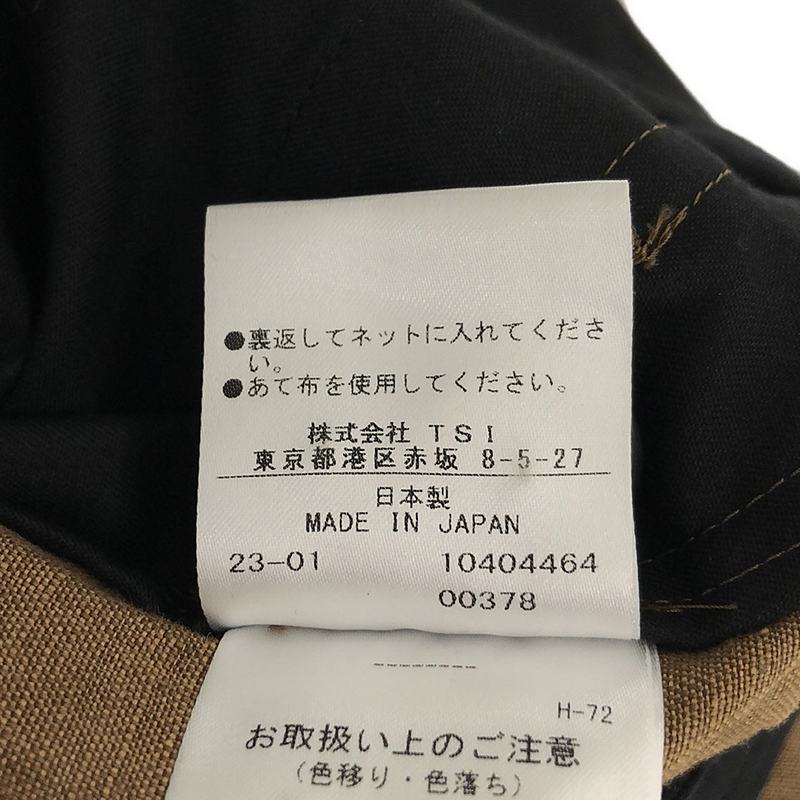 ●裏返してネットに入れてくださ
い。
●あて布を使用してください。
株式会社 TSI
東京都港区赤坂 8-5-27
日本製
MADE IN JAPAN
23-01 10404464
00378
H-72
お取扱い上のご注意
(色移り・色落ち)